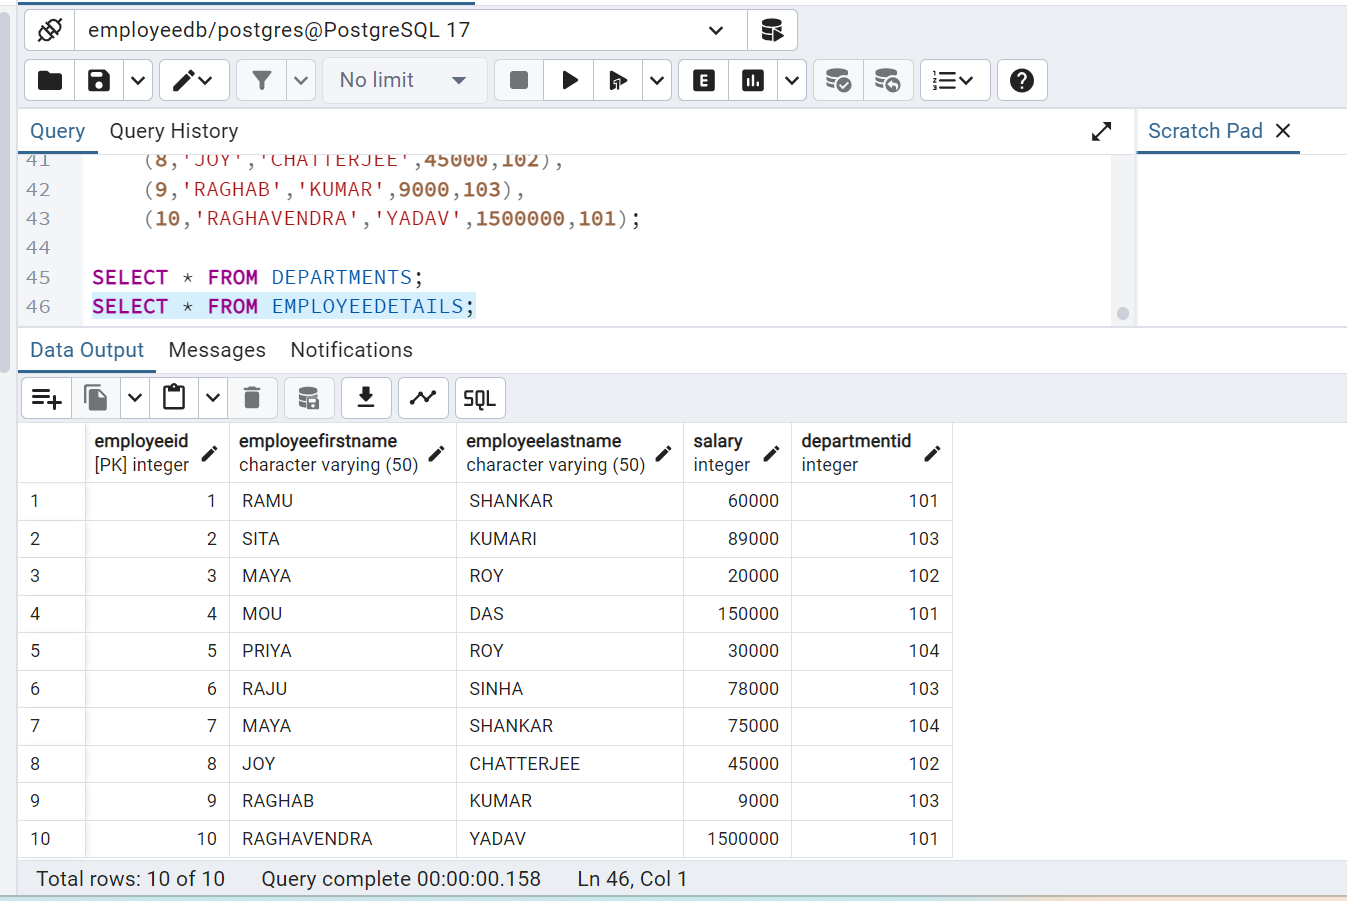 employeedb/postgres@PostgreSQL 17
No limit
E
Query Query History
Scratch Pad
41 (8,'JOY','CHATTERJEE',45000,102),
42 (9,'RAGHAB','KUMAR',9000,103),
43 (10,'RAGHAVENDRA','YADAV',1500000,101);
44
45 SELECT * FROM DEPARTMENTS;
46 SELECT * FROM EMPLOYEEDETAILS;
Data Output Messages Notifications
SQL
employeeid employeefirstname employeelastname salary departmentid
[PK] integer character varying (50) character varying (50) integer integer
1 1 RAMU SHANKAR 60000 101
2 2 SITA KUMARI 89000 103
3 3 MAYA ROY 20000 102
4 4 MOU DAS 150000 101
5 5 PRIYA ROY 30000 104
6 6 RAJU SINHA 78000 103
7 7 MAYA SHANKAR 75000 104
8 8 JOY CHATTERJEE 45000 102
9 9 RAGHAB KUMAR 9000 103
10 10 RAGHAVENDRA YADAV 1500000 101
Total rows: 10 of 10 Query complete 00:00:00.158 Ln 46, Col 1